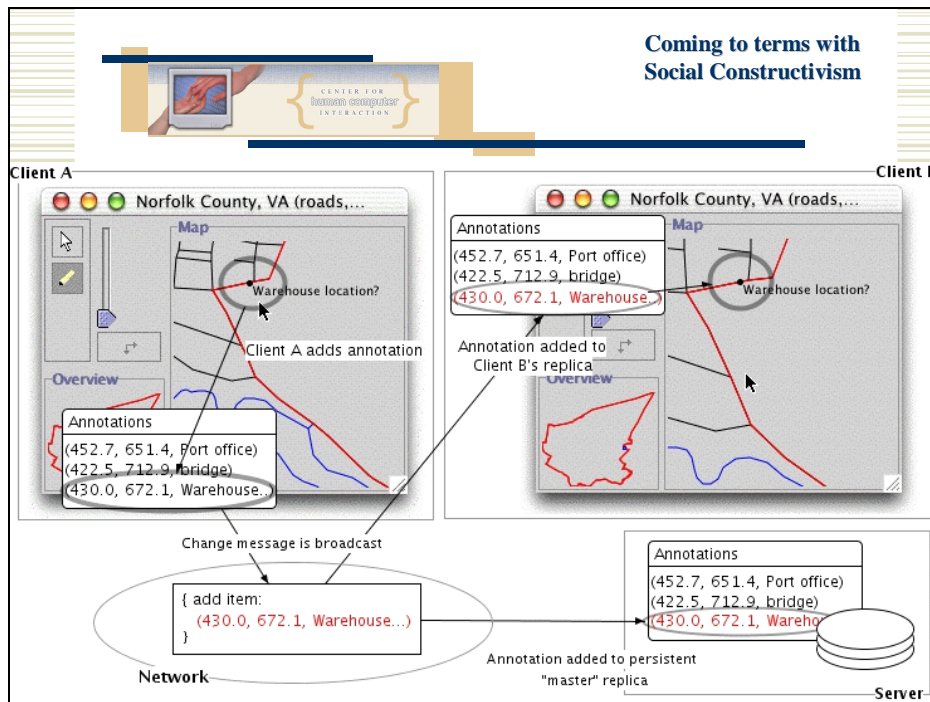 Coming to terms with
Social Constructivism
CENTER FOR
human computer
INTERACTION
Client A
Norfolk County, VA (roads,...
Map
Warehouse location?
Client A adds annotation
Overview
Annotations
(452.7, 651.4, Port office)
(422.5, 712.9, bridge)
(430.0, 672.1, Warehouse...)
Client
Norfolk County, VA (roads,...
Map
Annotations
(452.7, 651.4, Port office)
(422.5, 712.9, bridge)
(430.0, 672.1, Warehouse...)
Warehouse location?
Annotation added to
Client B's replica
Overview
Change message is broadcast
{ add item:
(430.0, 672.1, Warehouse...)
}
Network
Annotation added to persistent
"master" replica
Annotations
(452.7, 651.4, Port office)
(422.5, 712.9, bridge)
(430.0, 672.1,
Server